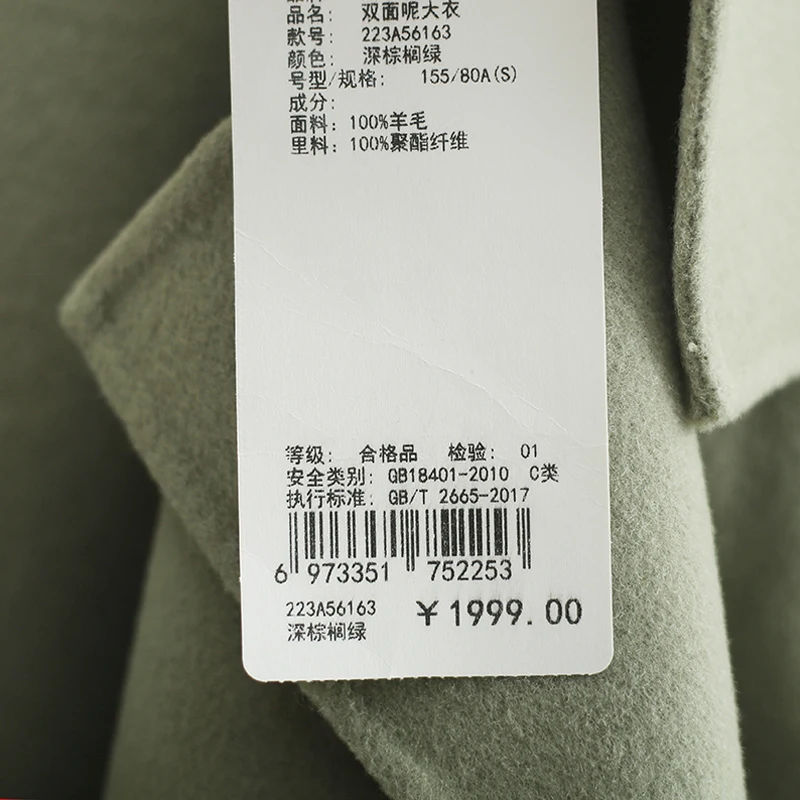 品名: 双面呢大衣
款号: 223A56163
颜色: 深棕榈绿
号型/规格: 155/80A(S)
成分:
面料: 100%羊毛
里料: 100%聚酯纤维
等级: 合格品 检验: 01
安全类别: GB18401-2010 C类
执行标准: GB/T 2665-2017
6 973351 752253
223A56163 ¥1999.00
深棕榈绿